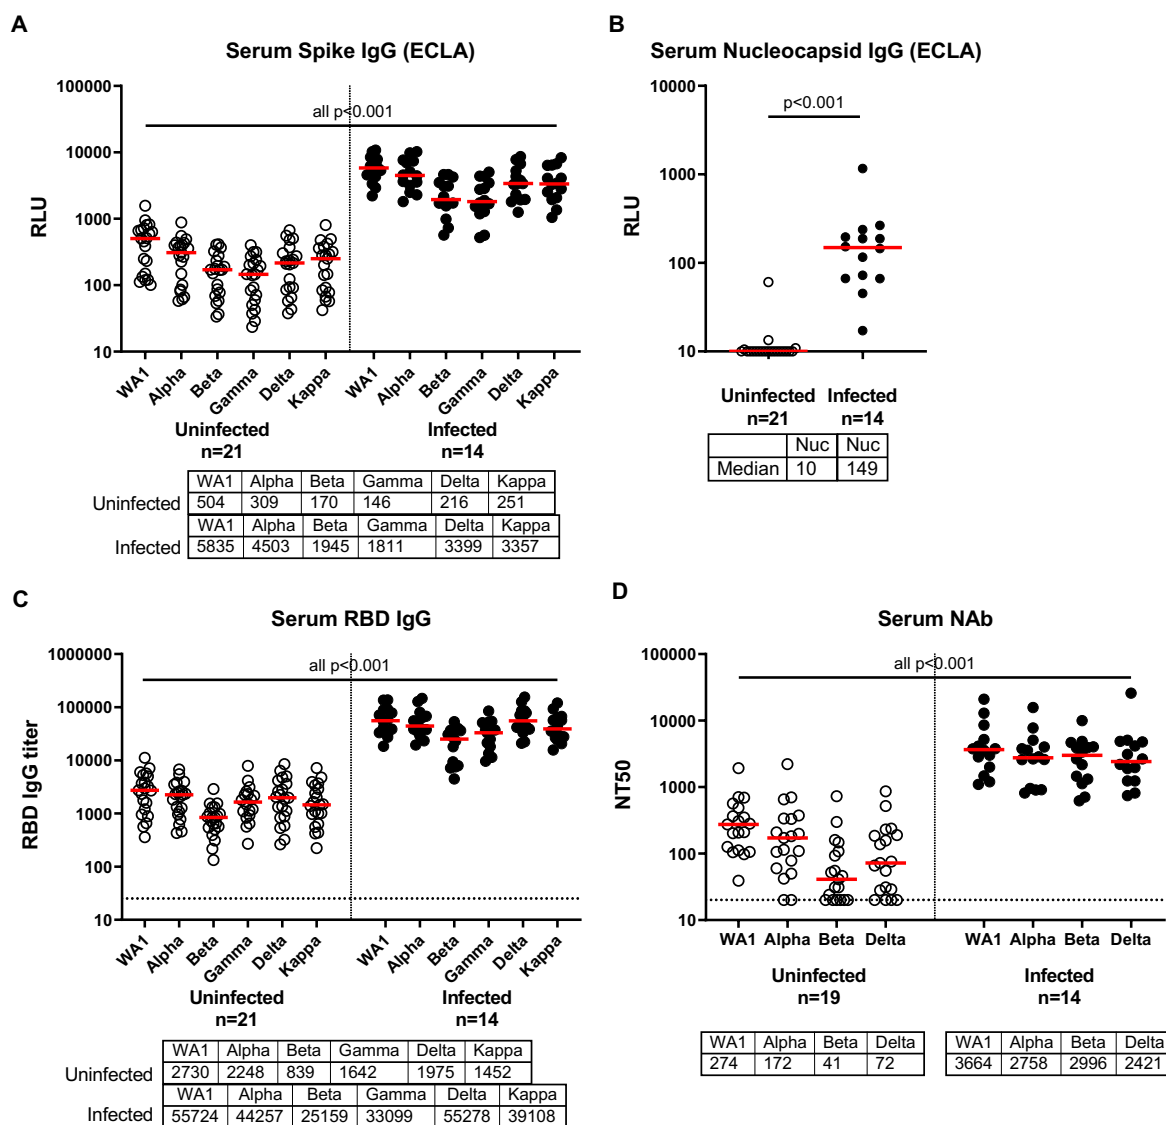 A
Serum Spike IgG (ECLA)
100000
10000
1000
100
10
RLU
all p<0.001
WA1 Alpha Beta Gamma Delta Kappa WA1 Alpha Beta Gamma Delta Kappa
Uninfected Infected
n=21 n=14
WA1 Alpha Beta Gamma Delta Kappa
Uninfected 504 309 170 146 216 251
WA1 Alpha Beta Gamma Delta Kappa
Infected 5835 4503 1945 1811 3399 3357
B
Serum Nucleocapsid IgG (ECLA)
10000
1000
100
10
RLU
p<0.001
Uninfected Infected
n=21 n=14
Nuc Nuc
Median 10 149
C
Serum RBD IgG
1000000
100000
10000
1000
100
10
RBD IgG titer
all p<0.001
WA1 Alpha Beta Gamma Delta Kappa WA1 Alpha Beta Gamma Delta Kappa
Uninfected Infected
n=21 n=14
WA1 Alpha Beta Gamma Delta Kappa
Uninfected 2730 2248 839 1642 1975 1452
WA1 Alpha Beta Gamma Delta Kappa
Infected 55724 44257 25159 33099 55278 39108
D
Serum NAb
100000
10000
1000
100
10
NT50
all p<0.001
WA1 Alpha Beta Delta WA1 Alpha Beta Delta
Uninfected Infected
n=19 n=14
WA1 Alpha Beta Delta WA1 Alpha Beta Delta
274 172 41 72 3664 2758 2996 2421